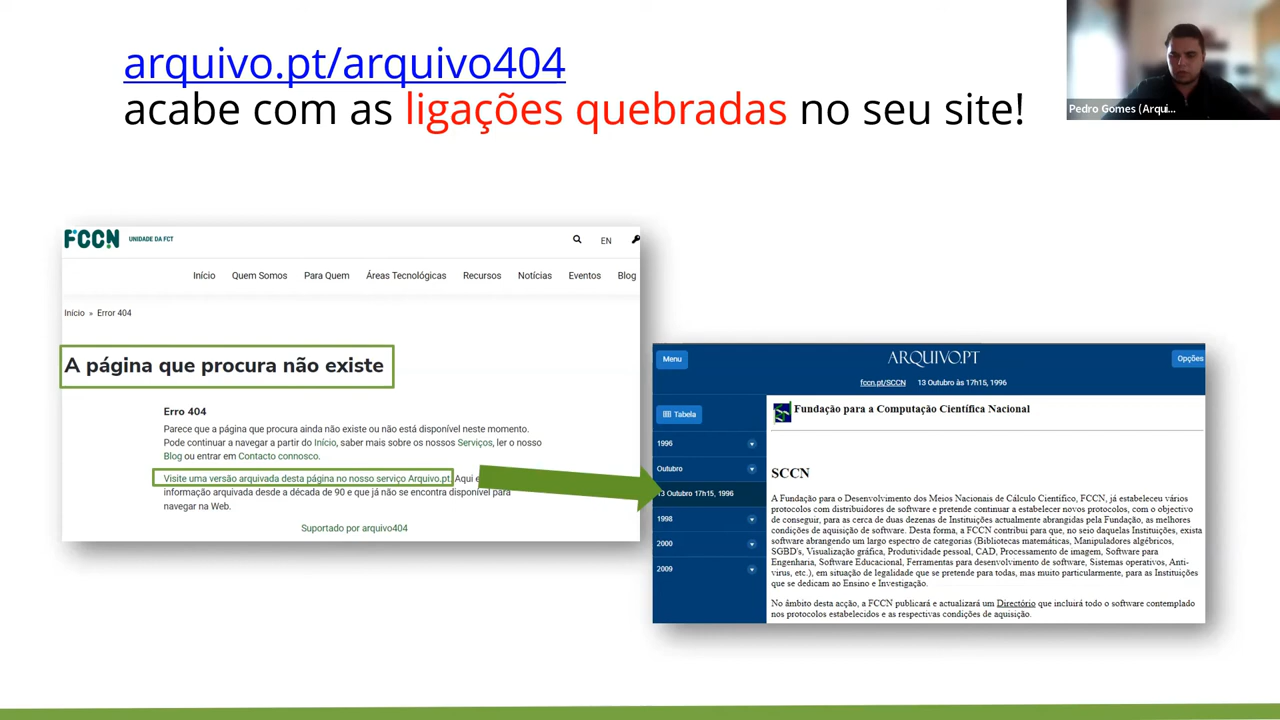 arquivo.pt/arquivo404
acabe com as ligações quebradas no seu site!
Pedro Gomes (Arqui...
FCCN UNIDADE DA FCT
EN
Início Quem Somos Para Quem Áreas Tecnológicas Recursos Notícias Eventos Blog
Início » Error 404
A página que procura não existe
Erro 404
Parece que a página que procura ainda não existe ou não está disponível neste momento.
Pode continuar a navegar a partir do Início, saber mais sobre os nossos Serviços, ler o nosso
Blog ou entrar em Contacto connosco.
Visite uma versão arquivada desta página no nosso serviço Arquivo.pt. Aqui
informação arquivada desde a década de 90 e que já não se encontra disponível para
navegar na Web.
Suportado por arquivo404
Menu
ARQUIVO.PT
Opções
fccn.pt/SCCN 13 Outubro às 17h15, 1996
Tabela
1996
Outubro
13 Outubro 17h15, 1996
1998
2000
2009
Fundação para a Computação Científica Nacional
SCCN
A Fundação para o Desenvolvimento dos Meios Nacionais de Cálculo Científico, FCCN, já estabeleceu vários
protocolos com distribuidores de software e pretende continuar a estabelecer novos protocolos, com o objectivo
de conseguir, para as cerca de duas dezenas de Instituições actualmente abrangidas pela Fundação, as melhores
condições de aquisição de software. Desta forma, a FCCN contribui para que, no seio daquelas Instituições, exista
software abrangendo um largo espectro de categorias (Bibliotecas matemáticas, Manipuladores algébricos,
SGBD's, Visualização gráfica, Produtividade pessoal, CAD, Processamento de imagem, Software para
Engenharia, Software Educacional, Ferramentas para desenvolvimento de software, Sistemas operativos, Anti-
virus, etc.), em situação de legalidade que se pretende para todas, mas muito particularmente, para as Instituições
que se dedicam ao Ensino e Investigação.
No âmbito desta acção, a FCCN publicará e actualizará um Directório que incluirá todo o software contemplado
nos protocolos estabelecidos e as respectivas condições de aquisição.